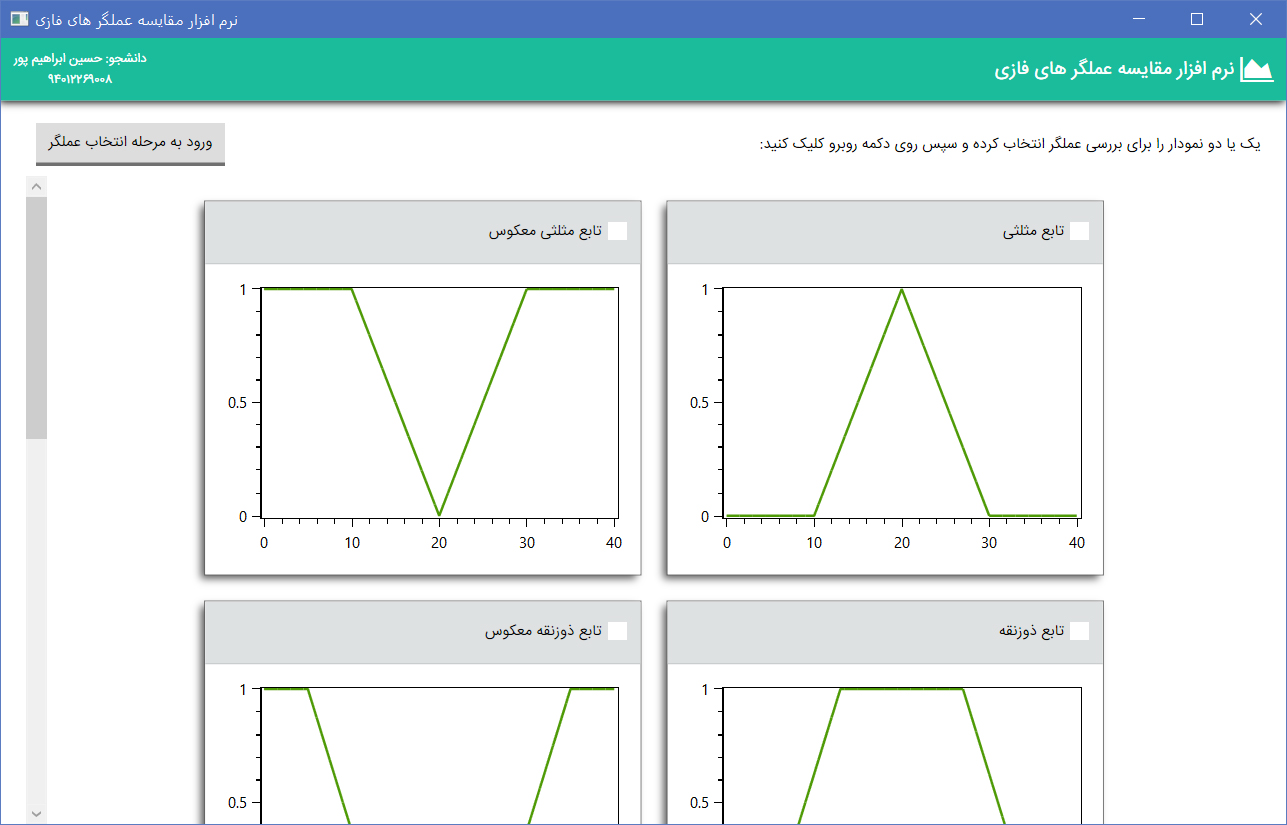 نرم افزار مقایسه عملگر های فازی
نرم افزار مقایسه عملگر های فازی
دانشجو: حسین ابراهیم پور
۹۴۰۱۲۲۶۹۰۰۸
یک یا دو نمودار را برای بررسی عملگر انتخاب کرده و سپس روی دکمه روبرو کلیک کنید:
ورود به مرحله انتخاب عملگر
تابع مثلثی
1
0.5
0
0 10 20 30 40
تابع مثلثی معکوس
1
0.5
0
0 10 20 30 40
تابع ذوزنقه
1
0.5
تابع ذوزنقه معکوس
1
0.5